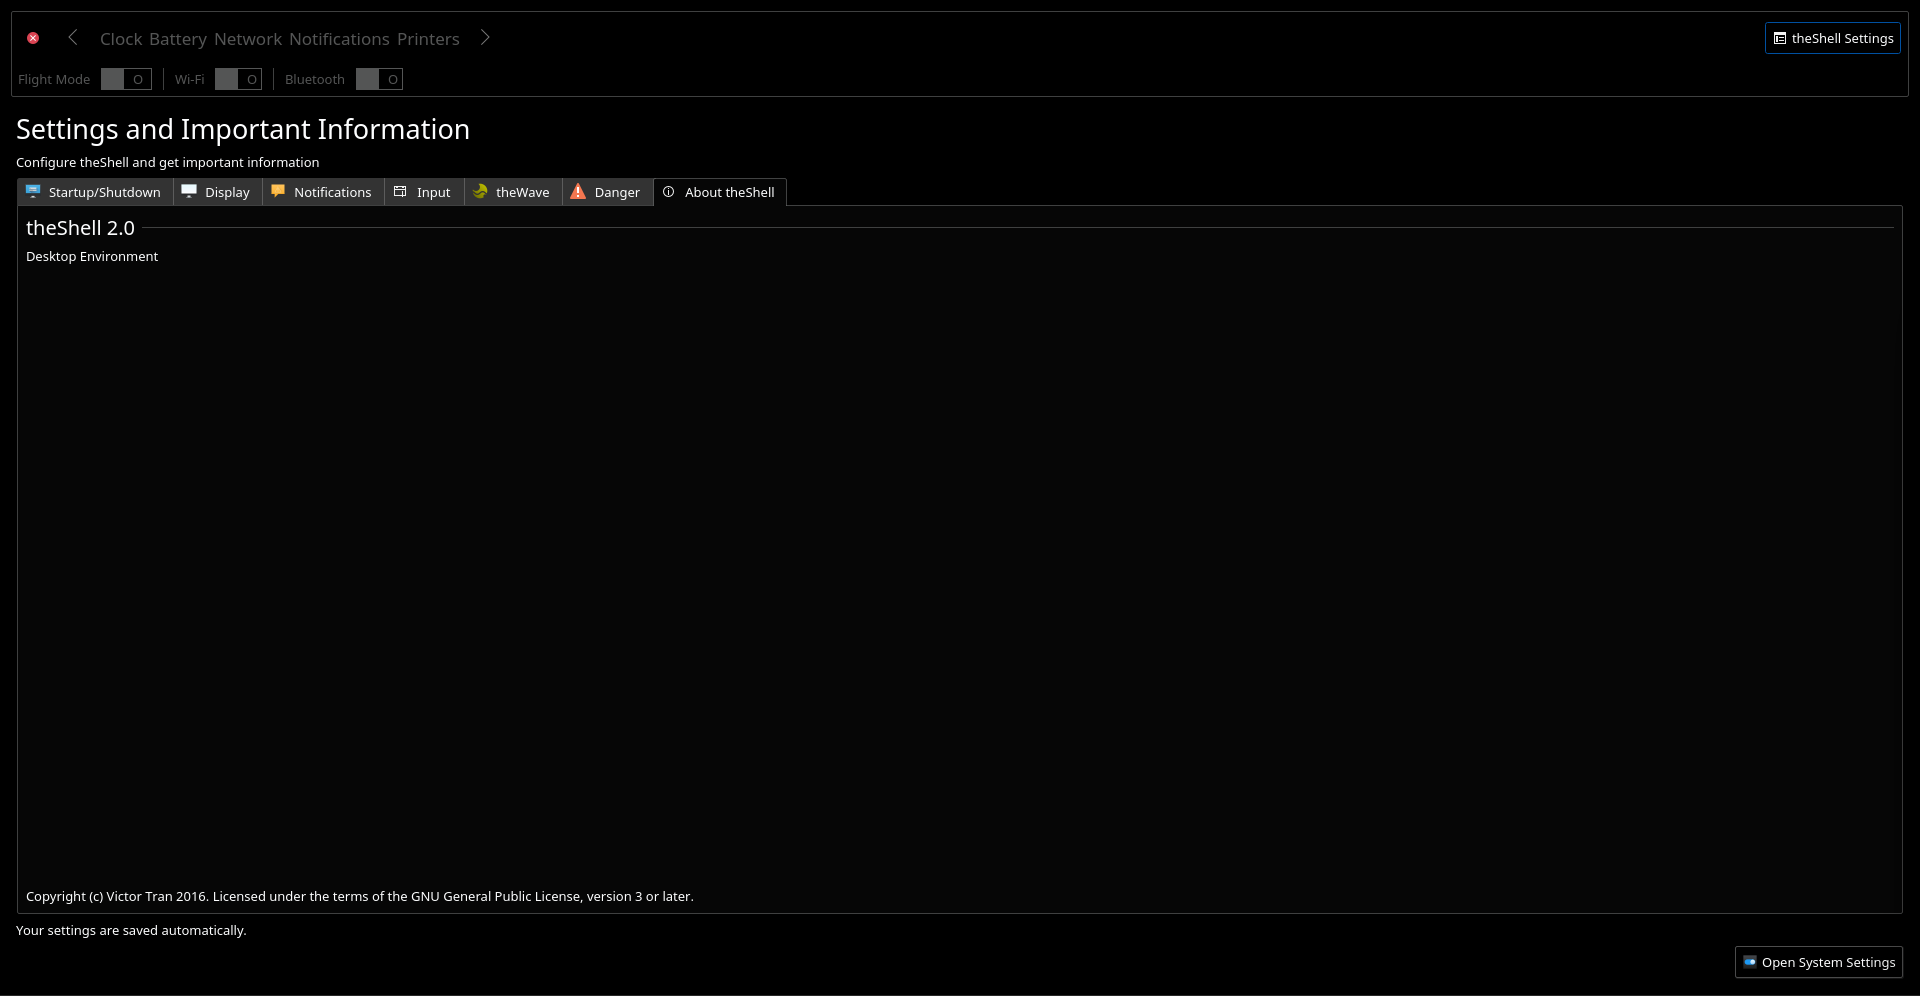 Clock Battery Network Notifications Printers theShell Settings
Flight Mode O Wi-Fi O Bluetooth O
Settings and Important Information
Configure theShell and get important information
Startup/Shutdown Display Notifications Input theWave Danger About theShell
theShell 2.0
Desktop Environment
Copyright (c) Victor Tran 2016. Licensed under the terms of the GNU General Public License, version 3 or later.
Your settings are saved automatically.
Open System Settings